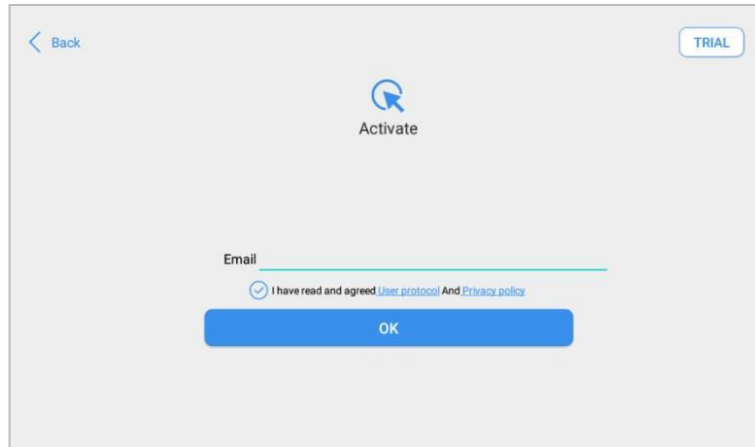 Back
TRIAL
Activate
Email
I have read and agreed User protocol And Privacy policy
OK